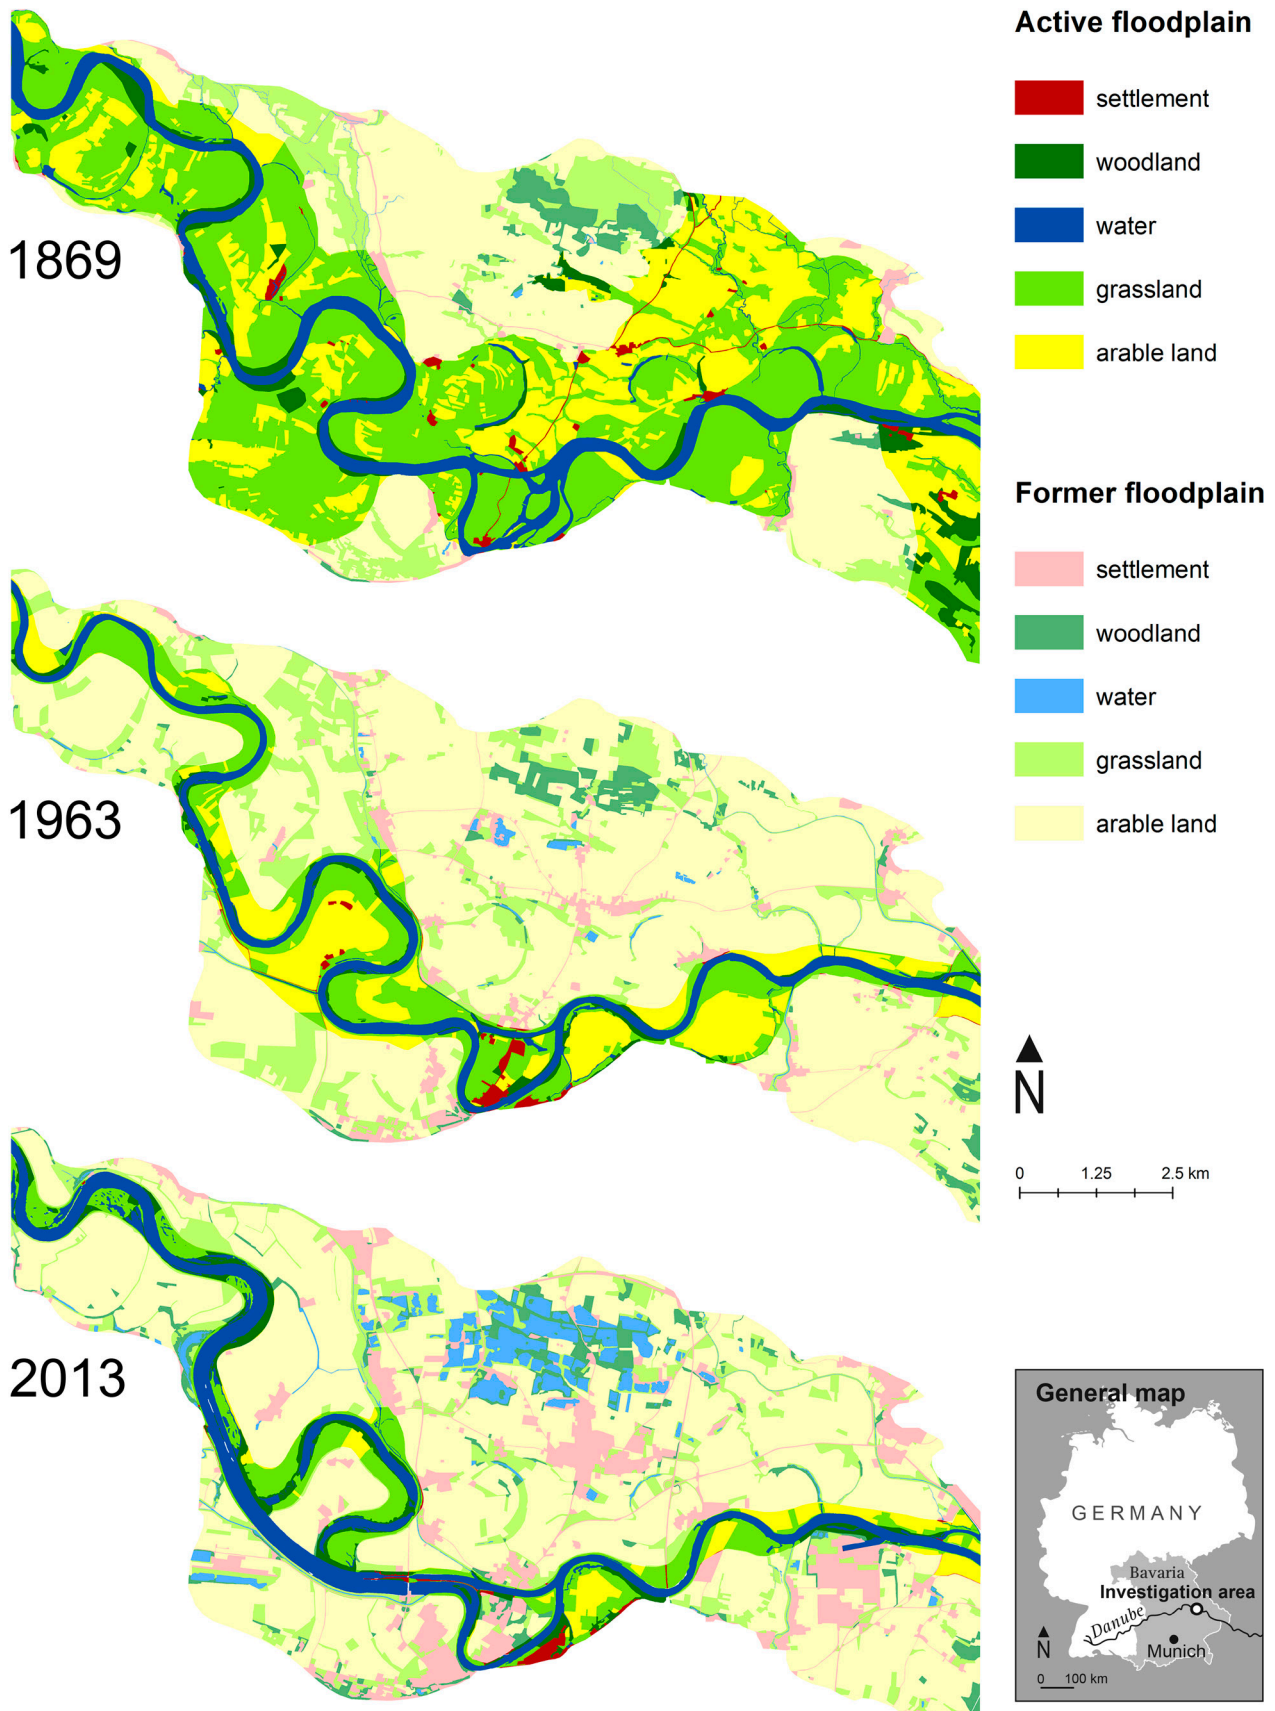 1869
1963
2013
Active floodplain
settlement
woodland
water
grassland
arable land
Former floodplain
settlement
woodland
water
grassland
arable land
N
0 1.25 2.5 km
General map
GERMANY
Bavaria
Investigation area
Danube
Munich
N
0 100 km